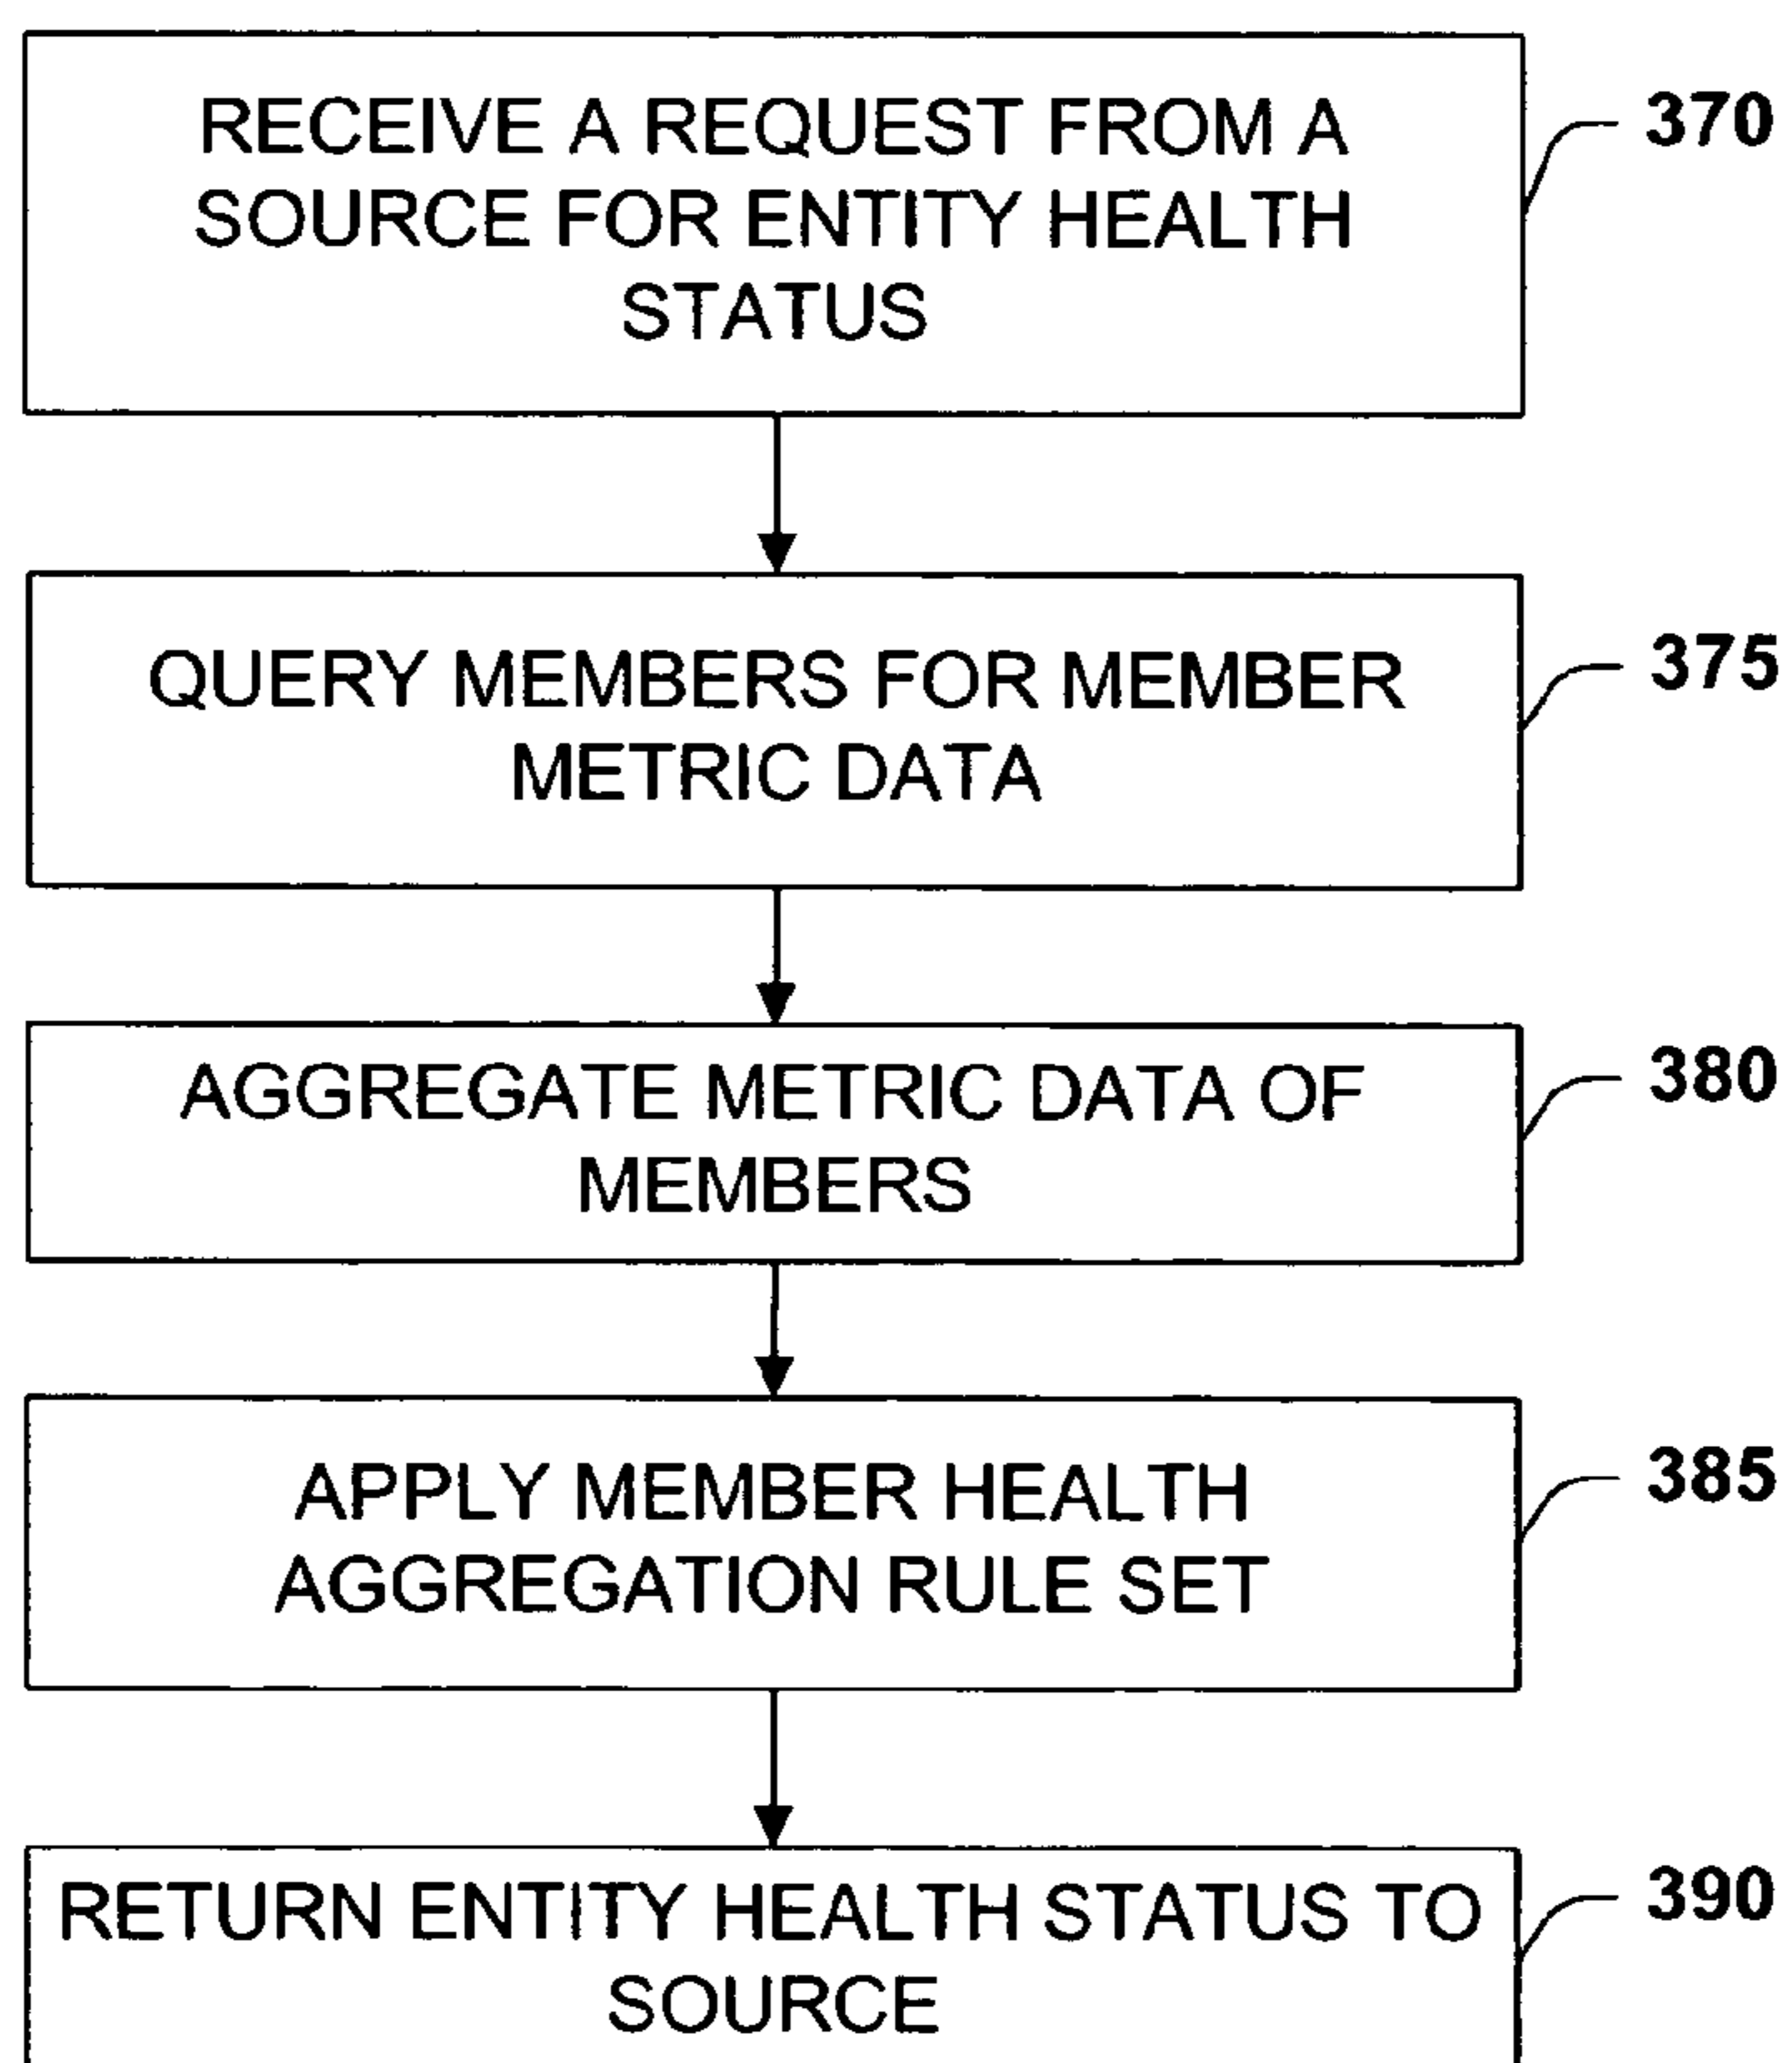 RECEIVE A REQUEST FROM A
SOURCE FOR ENTITY HEALTH
STATUS
370
QUERY MEMBERS FOR MEMBER
METRIC DATA
375
AGGREGATE METRIC DATA OF
MEMBERS
380
APPLY MEMBER HEALTH
AGGREGATION RULE SET
385
RETURN ENTITY HEALTH STATUS TO
SOURCE
390